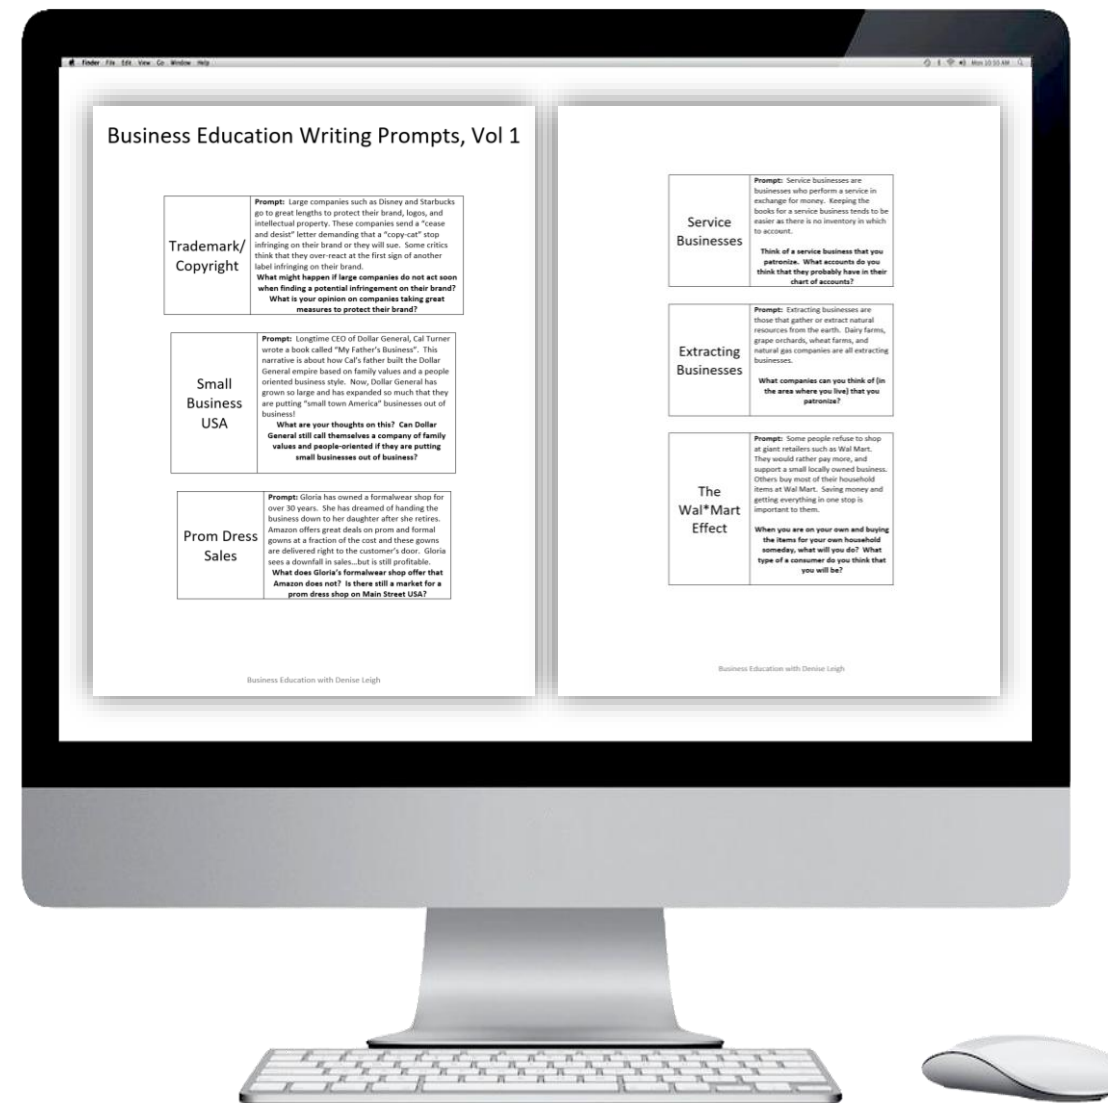 Finder File Edit View Go Window Help
Mon 10:10 AM
Business Education Writing Prompts, Vol 1
Trademark/
Copyright
Prompt: Large companies such as Disney and Starbucks
go to great lengths to protect their brand, logos, and
intellectual property. These companies send a "cease
and desist" letter demanding that a "copy-cat" stop
infringing on their brand or they will sue. Some critics
think that they over-react at the first sign of another
label infringing on their brand.
What might happen if large companies do not act soon
when finding a potential infringement on their brand?
What is your opinion on companies taking great
measures to protect their brand?
Small
Business
USA
Prompt: Longtime CEO of Dollar General, Cal Turner
wrote a book called "My Father's Business". This
narrative is about how Cal's father built the Dollar
General empire based on family values and a people
oriented business style. Now, Dollar General has
grown so large and has expanded so much that they
are putting "small town America" businesses out of
business!
What are your thoughts on this? Can Dollar
General still call themselves a company of family
values and people-oriented if they are putting
small businesses out of business?
Prom Dress
Sales
Prompt: Gloria has owned a formalwear shop for
over 30 years. She has dreamed of handing the
business down to her daughter after she retires.
Amazon offers great deals on prom and formal
gowns at a fraction of the cost and these gowns
are delivered right to the customer's door. Gloria
sees a downfall in sales...but is still profitable.
What does Gloria's formalwear shop offer that
Amazon does not? Is there still a market for a
prom dress shop on Main Street USA?
Business Education with Denise Leigh
Service
Businesses
Prompt: Service businesses are
businesses who perform a service in
exchange for money. Keeping the
books for a service business tends to be
easier as there is no inventory in which
to account.
Think of a service business that you
patronize. What accounts do you
think that they probably have in their
chart of accounts?
Extracting
Businesses
Prompt: Extracting businesses are
those that gather or extract natural
resources from the earth. Dairy farms,
grape orchards, wheat farms, and
natural gas companies are all extracting
businesses.
What companies can you think of (in
the area where you live) that you
patronize?
The
Wal*Mart
Effect
Prompt: Some people refuse to shop
at giant retailers such as Wal Mart.
They would rather pay more, and
support a small locally owned business.
Others buy most of their household
items at Wal Mart. Saving money and
getting everything in one stop is
important to them.
When you are on your own and buying
the items for your own household
someday, what will you do? What
type of a consumer do you think that
you will be?
Business Education with Denise Leigh